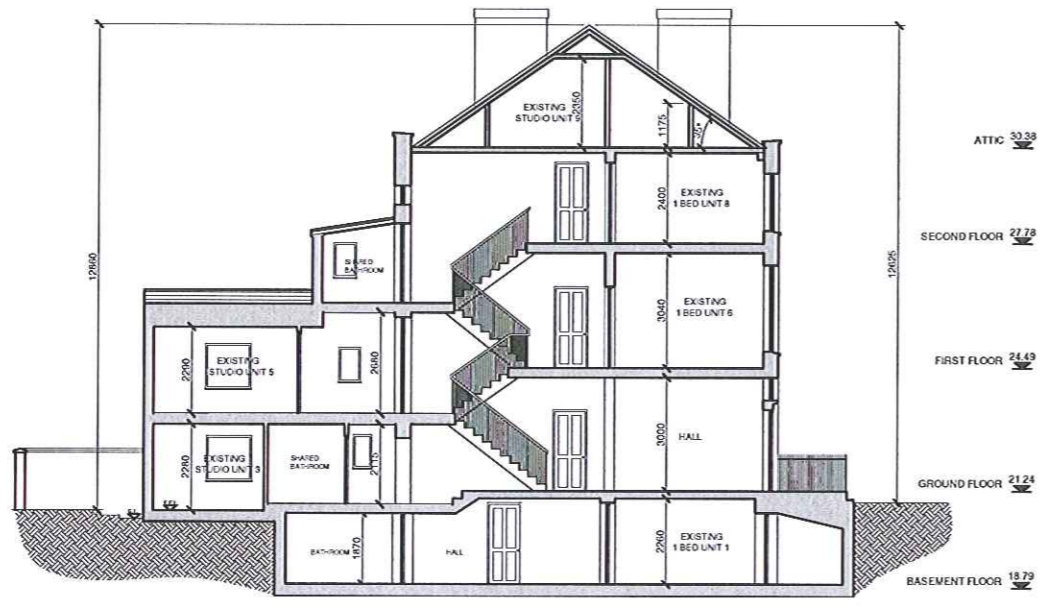 EXISTING
STUDIO UNIT 9
2350
1175
35°
ATTIC 30.38
2400
EXISTING
1 BED UNIT 8
SECOND FLOOR 27.78
SHARED
BATHROOM
12660
12625
3040
EXISTING
1 BED UNIT 6
2200
EXISTING
STUDIO UNIT 5
2680
FIRST FLOOR 24.49
2280
EXISTING
STUDIO UNIT 3
SHARED
BATHROOM
2115
3000
HALL
GROUND FLOOR 21.24
BATHROOM
1870
HALL
2260
EXISTING
1 BED UNIT 1
BASEMENT FLOOR 18.79